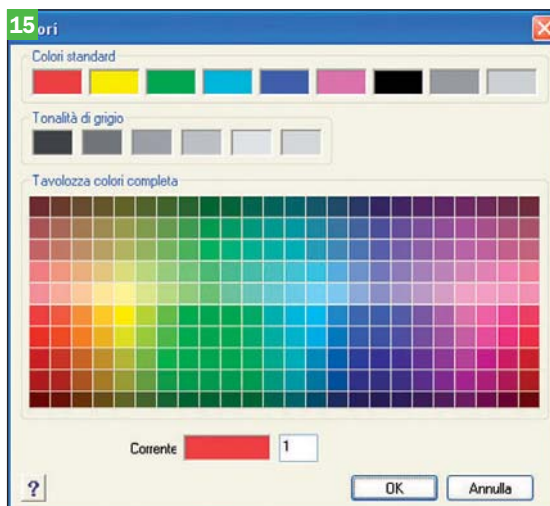 15
ori
Colori standard
Tonalità di grigio
Tavolozza colori completa
Corrente
1
?
OK
Annulla